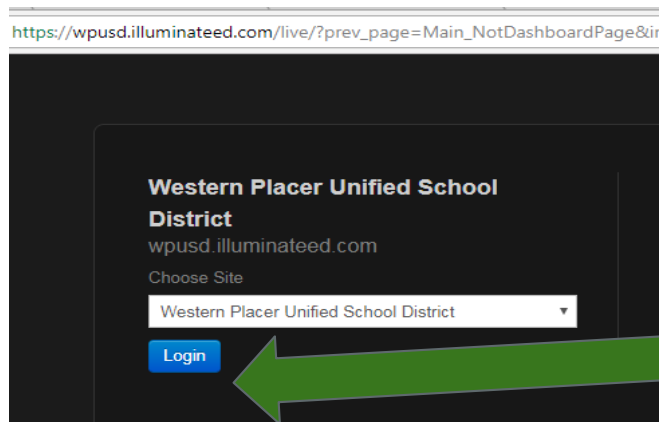 https://wpusd.illuminateed.com/live/?prev_page=Main_NotDashboardPage&i
Western Placer Unified School
District
wpusd.illuminateed.com
Choose Site
Western Placer Unified School District
Login